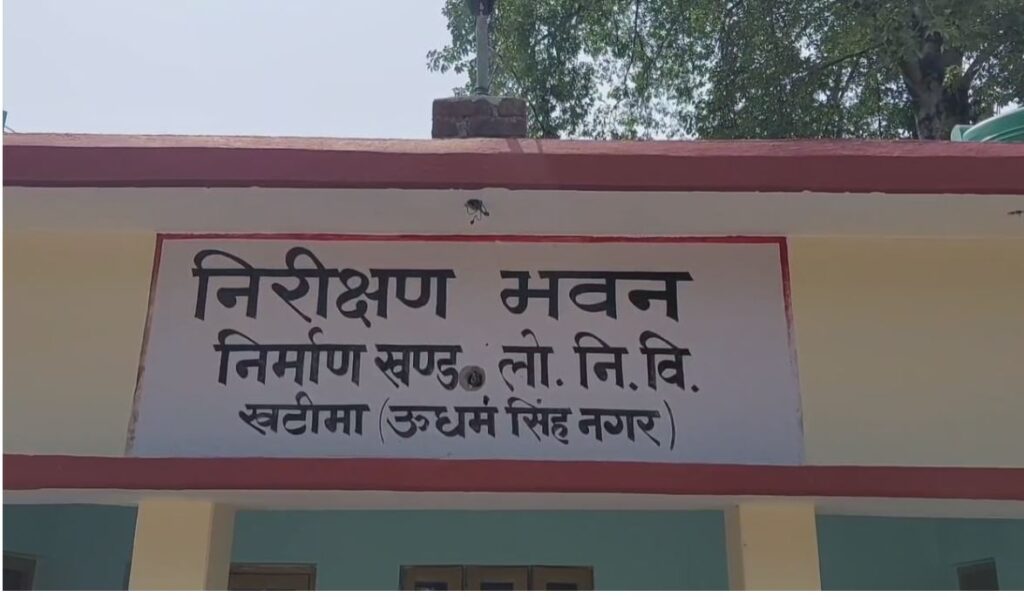 निरीक्षण भवन
निर्माण खण्ड. लो. नि. वि.
खटीमा (ऊधमं सिंह नगर)